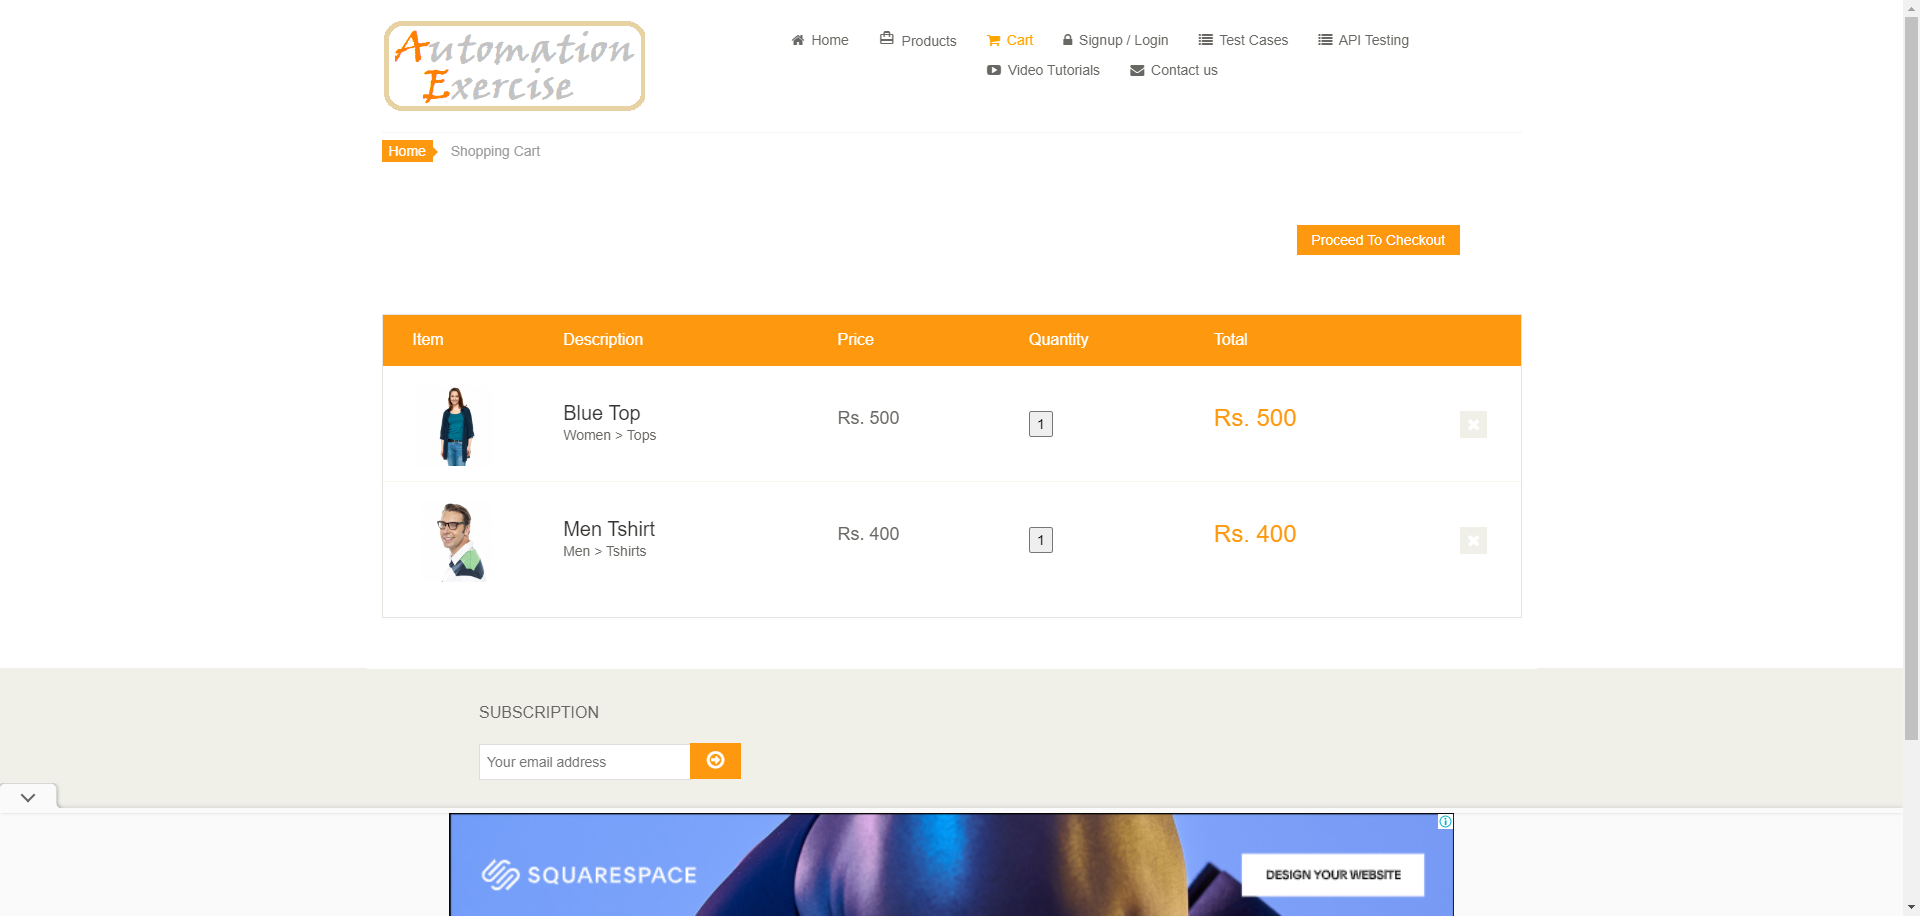 Automation
Exercise
Home
Products
Cart
Signup / Login
Test Cases
API Testing
Video Tutorials
Contact us
Home
Shopping Cart
Proceed To Checkout
Item Description Price Quantity Total
Blue Top
Women > Tops
Rs. 500
1
Rs. 500
Men Tshirt
Men > Tshirts
Rs. 400
1
Rs. 400
SUBSCRIPTION
Your email address
SQUARESPACE
DESIGN YOUR WEBSITE